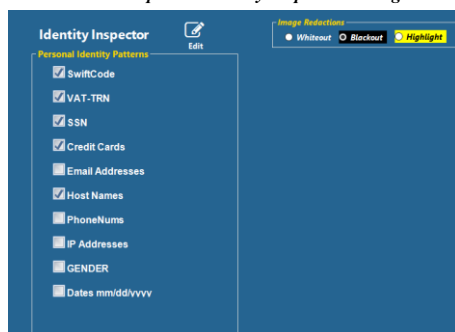 Identity Inspector
Edit
Personal Identity Patterns
SwiftCode
VAT-TRN
SSN
Credit Cards
Email Addresses
Host Names
PhoneNums
IP Addresses
GENDER
Dates mm/dd/yyyy
Image Redactions
Whiteout Blackout Highlight